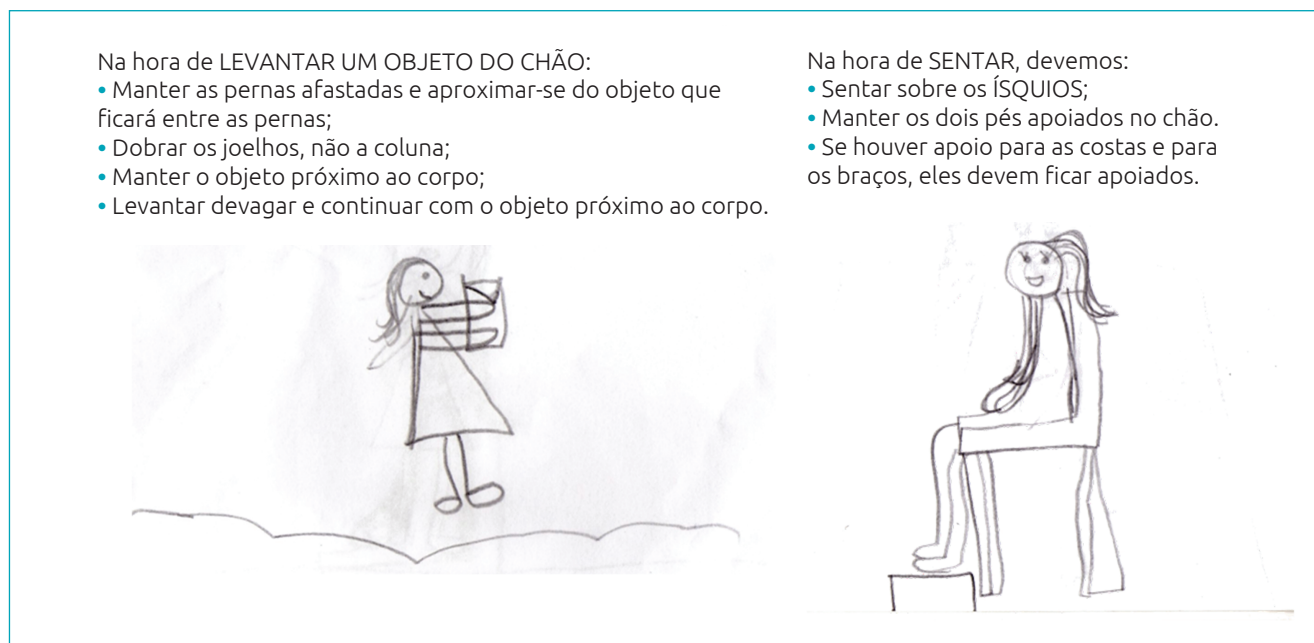 Na hora de LEVANTAR UM OBJETO DO CHÃO:
• Manter as pernas afastadas e aproximar-se do objeto que
ficará entre as pernas;
• Dobrar os joelhos, não a coluna;
• Manter o objeto próximo ao corpo;
• Levantar devagar e continuar com o objeto próximo ao corpo.
Na hora de SENTAR, devemos:
• Sentar sobre os ÍSQUIOS;
• Manter os dois pés apoiados no chão.
• Se houver apoio para as costas e para
os braços, eles devem ficar apoiados.